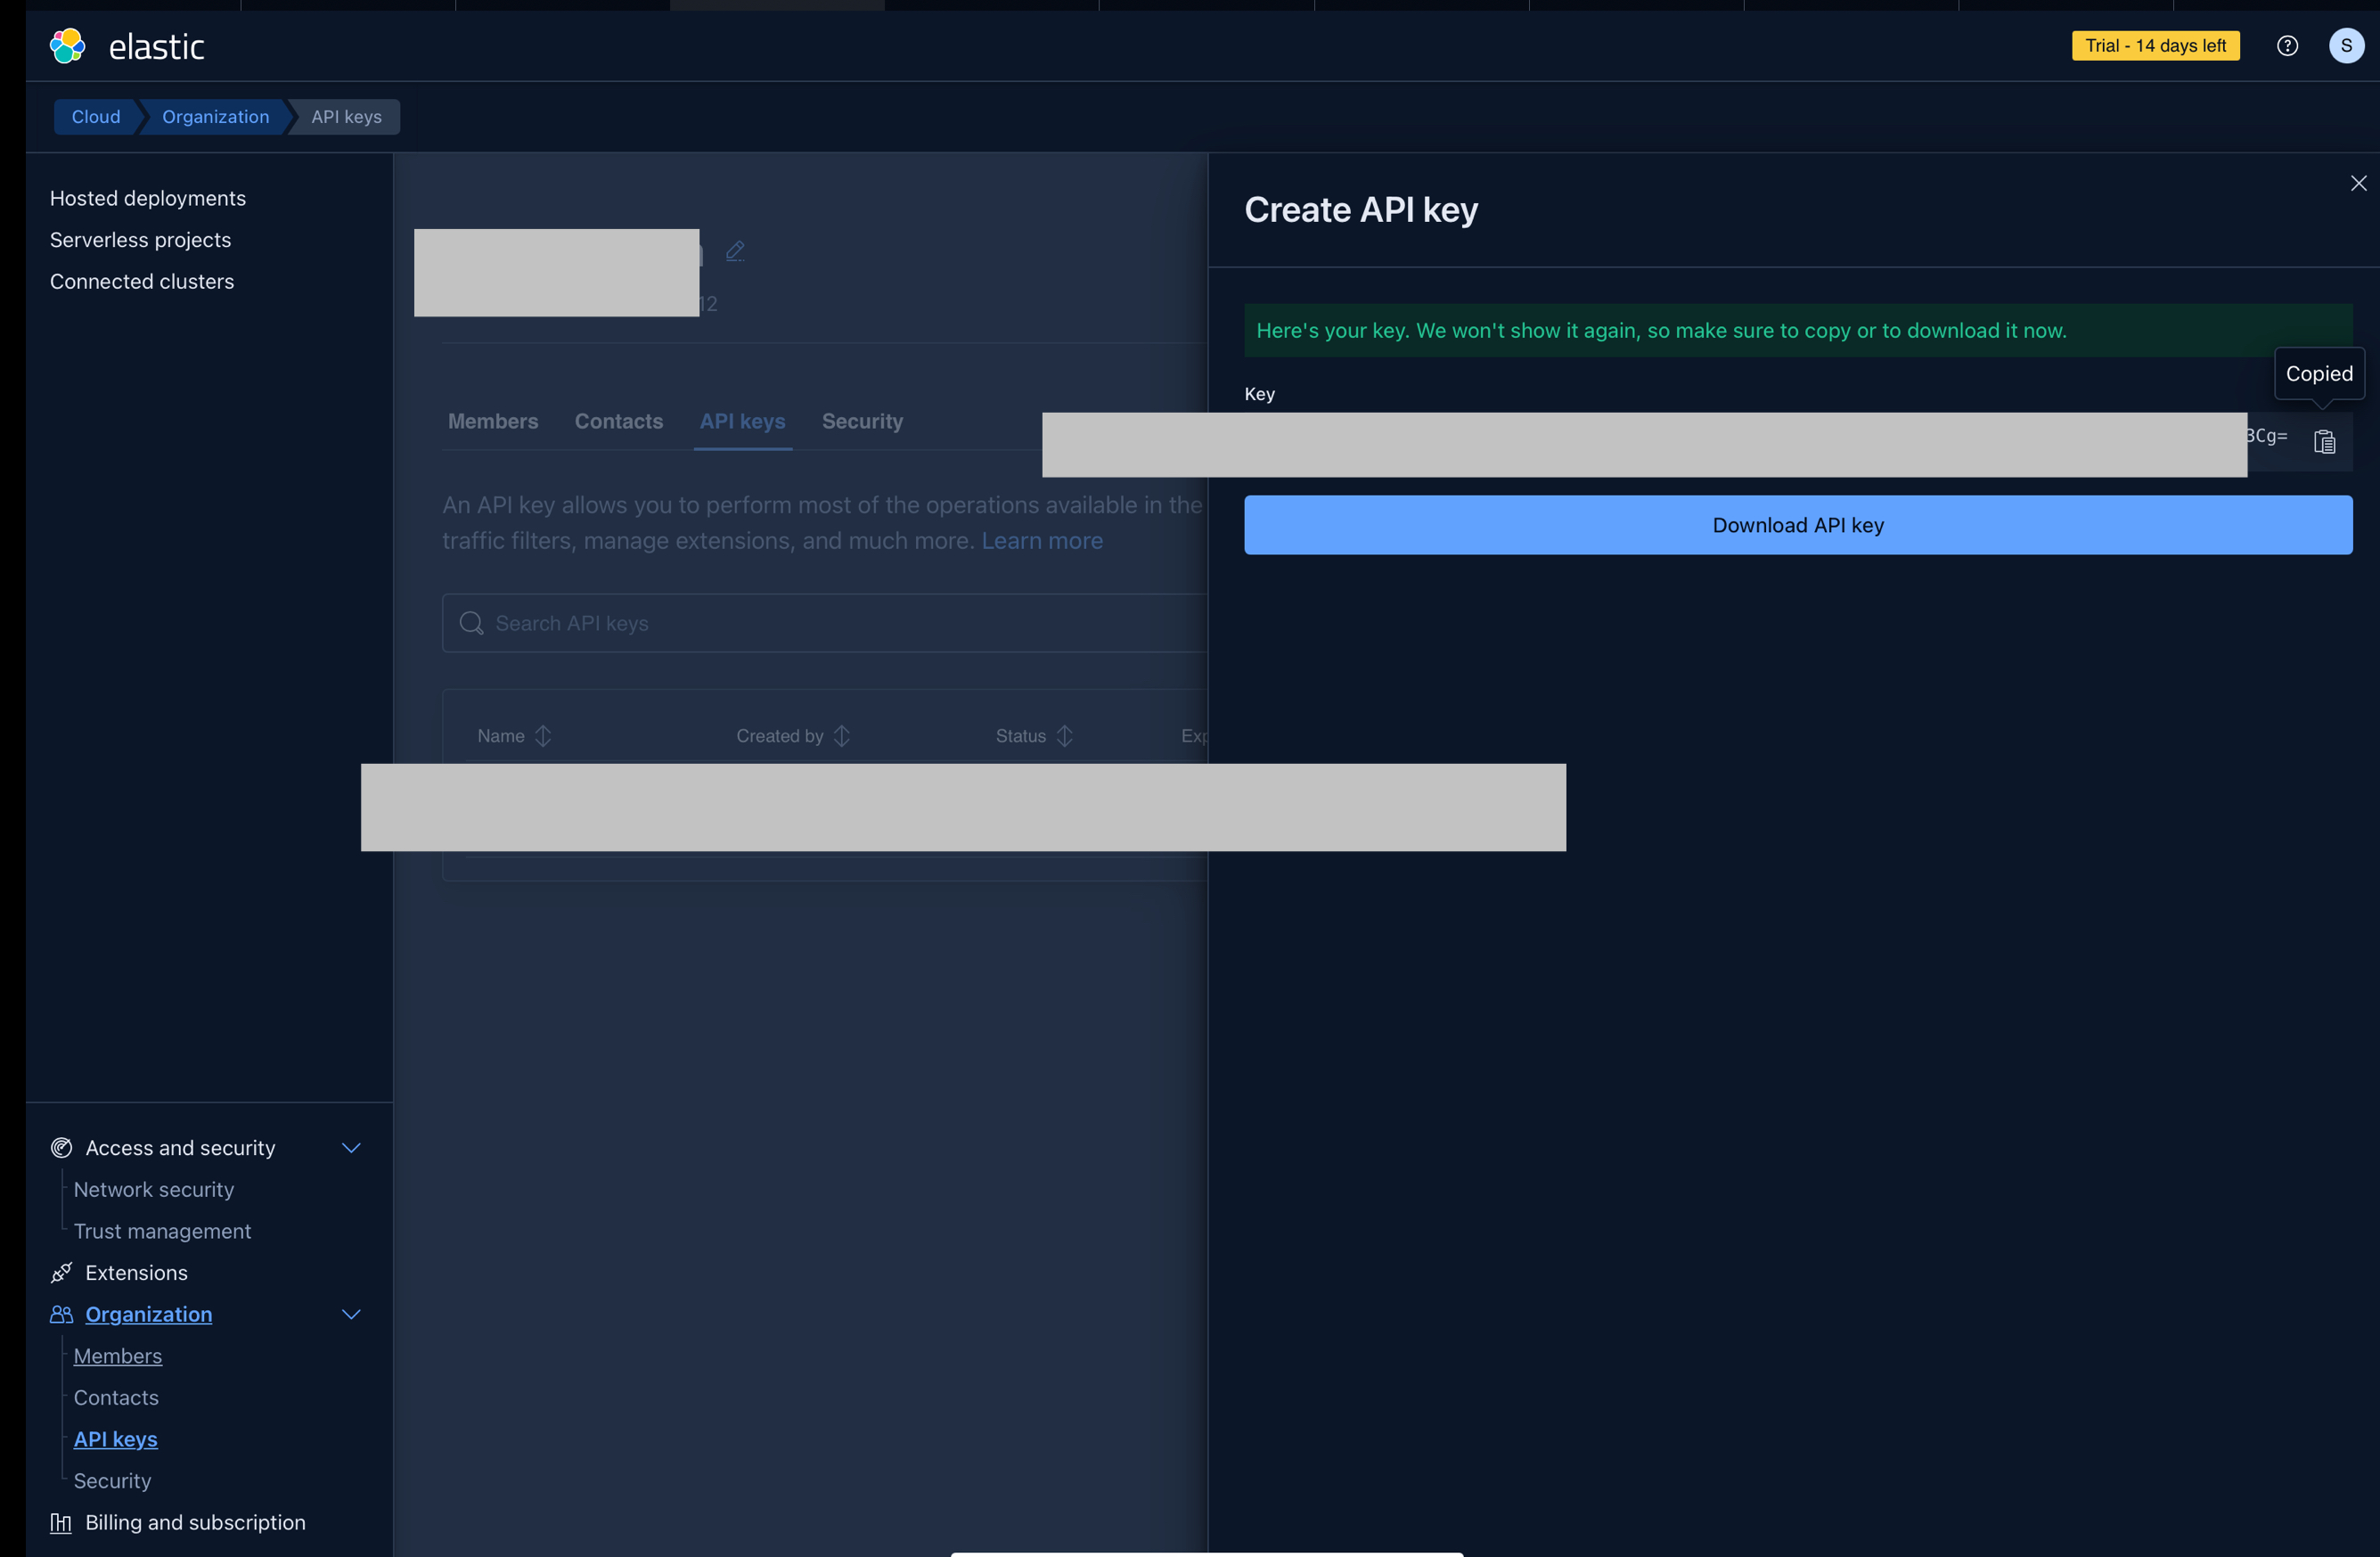 elastic
Trial - 14 days left
S
Cloud
Organization
API keys
Hosted deployments
Serverless projects
Connected clusters
12
Members
Contacts
API keys
Security
An API key allows you to perform most of the operations available in the
traffic filters, manage extensions, and much more. Learn more
Search API keys
Name
Created by
Status
Exp
Create API key
Here's your key. We won't show it again, so make sure to copy or to download it now.
Copied
Key
3Cg=
Download API key
Access and security
Network security
Trust management
Extensions
Organization
Members
Contacts
API keys
Security
Billing and subscription